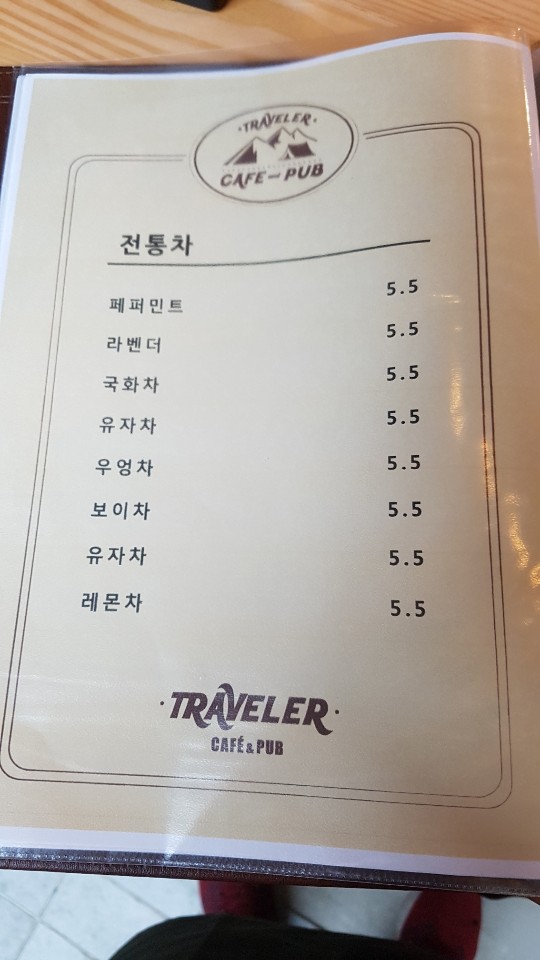 ·TRAVELER·
CAFE and PUB
전통차
페퍼민트 5.5
라벤더 5.5
국화차 5.5
유자차 5.5
우엉차 5.5
보이차 5.5
유자차 5.5
레몬차 5.5
·TRAVELER·
CAFÉ & PUB